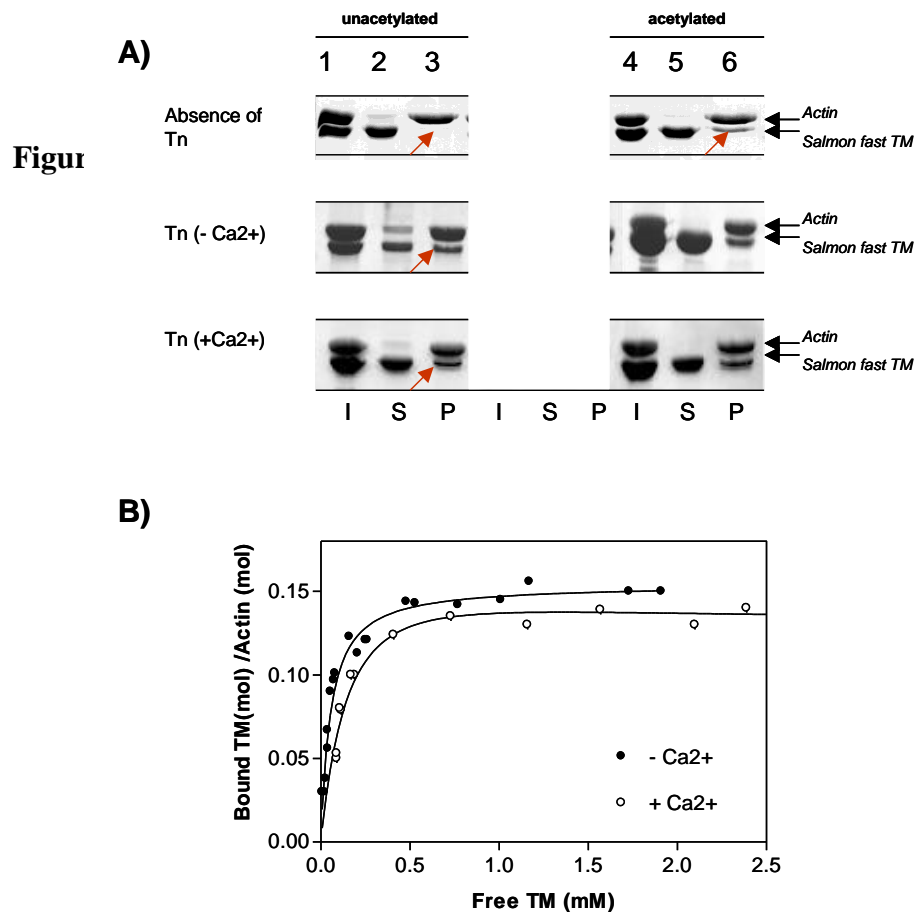 unacetylated acetylated
A)
1 2 3 4 5 6
Absence of
Tn
Actin
Salmon fast TM
Figur
Tn (- Ca2+)
Actin
Salmon fast TM
Tn (+Ca2+)
Actin
Salmon fast TM
I S P I S P I S P
B)
Bound TM(mol) /Actin (mol)
0.15
0.10
0.05
0.00
- Ca2+
+ Ca2+
0.0 0.5 1.0 1.5 2.0 2.5
Free TM (mM)